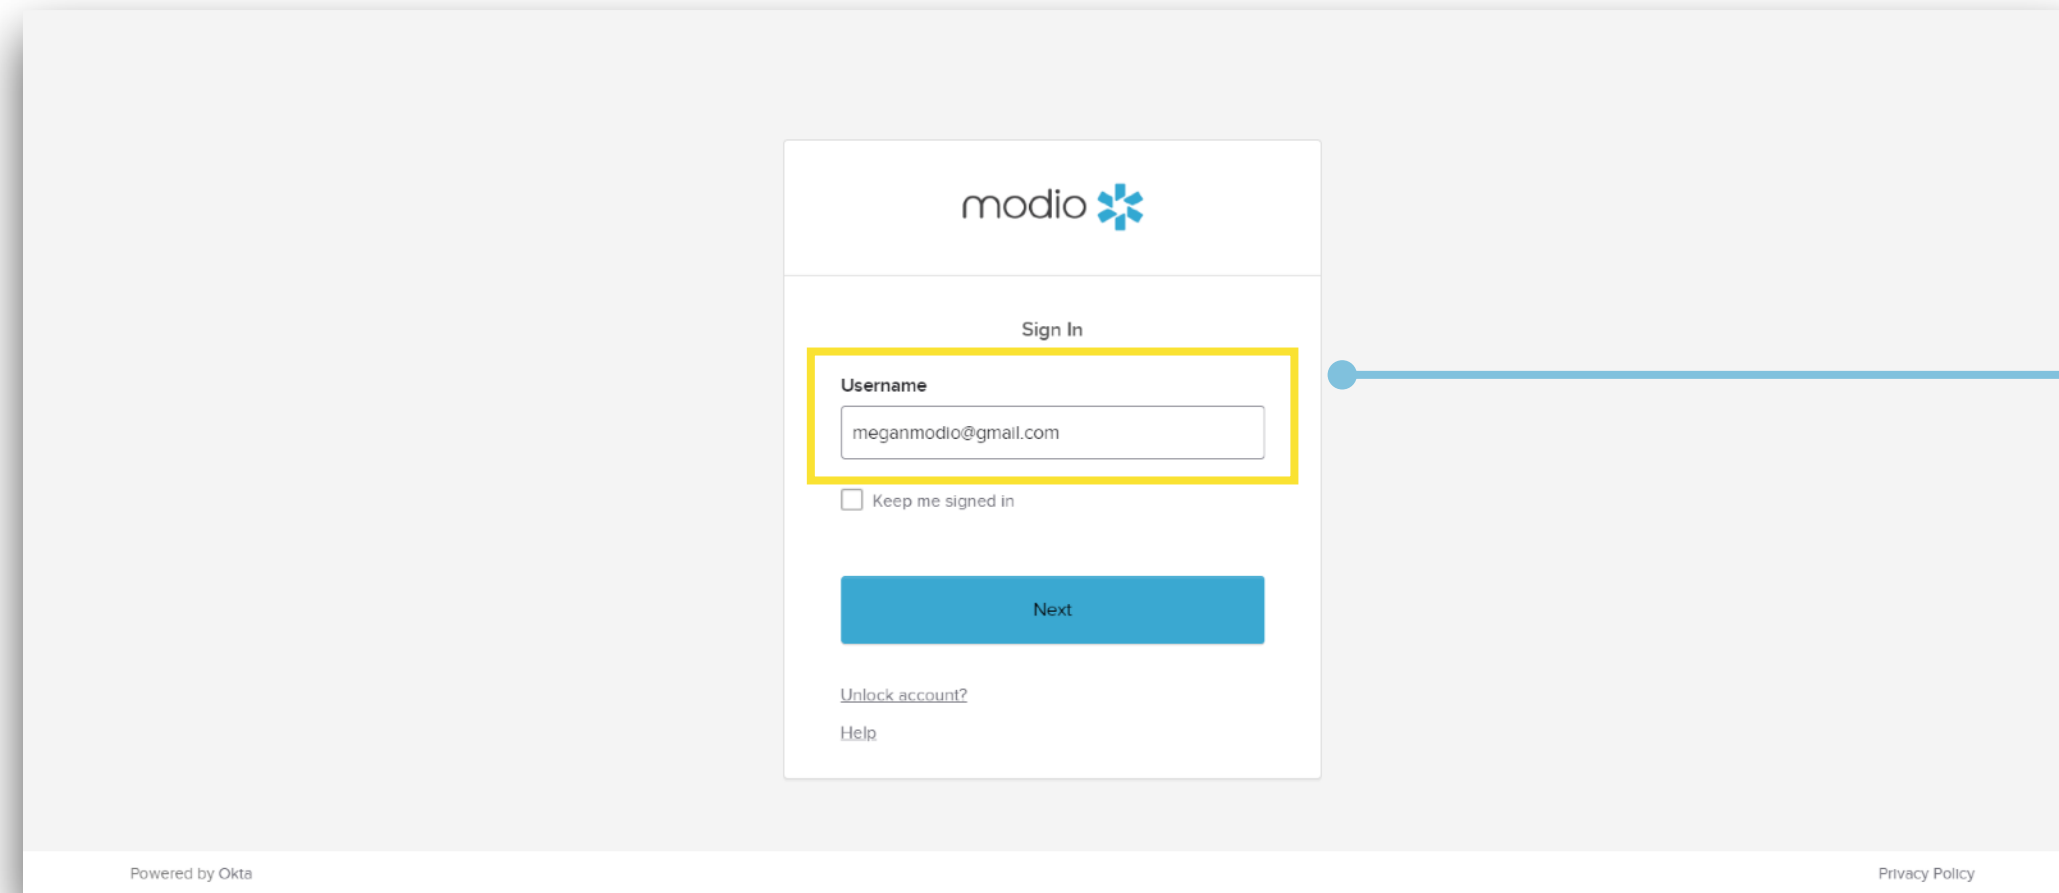 modio
Sign In
Username
meganmodio@gmail.com
Keep me signed in
Next
Unlock account?
Help
Powered by Okta
Privacy Policy